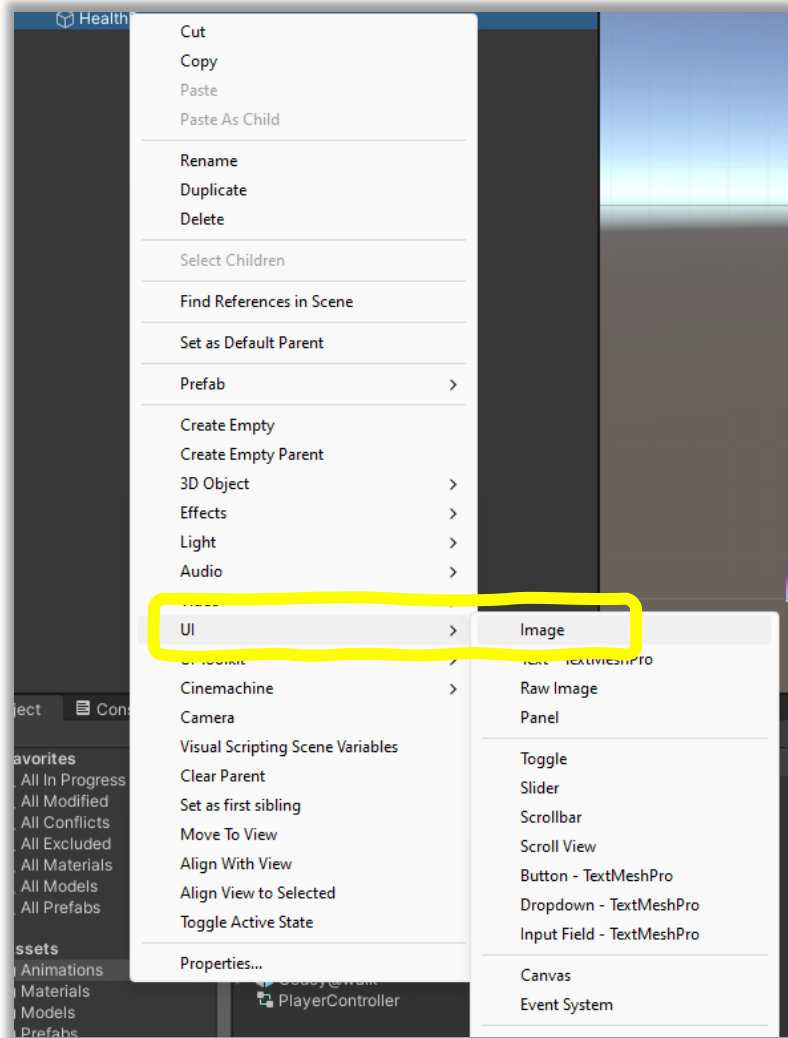 Health
Cut
Copy
Paste
Paste As Child
Rename
Duplicate
Delete
Select Children
Find References in Scene
Set as Default Parent
Prefab
Create Empty
Create Empty Parent
3D Object
Effects
Light
Audio
UI
Image
Text - TextMeshPro
Raw Image
Cinemachine
Panel
Camera
Visual Scripting Scene Variables
Toggle
Clear Parent
Slider
Set as first sibling
Scrollbar
Move To View
Scroll View
Align With View
Button - TextMeshPro
Align View to Selected
Dropdown - TextMeshPro
Toggle Active State
Input Field - TextMeshPro
Properties...
Canvas
Event System
ject
Con
avorites
All In Progress
All Modified
All Conflicts
All Excluded
All Materials
All Models
All Prefabs
ssets
Animations
Materials
Models
Prefabs
PlayerController